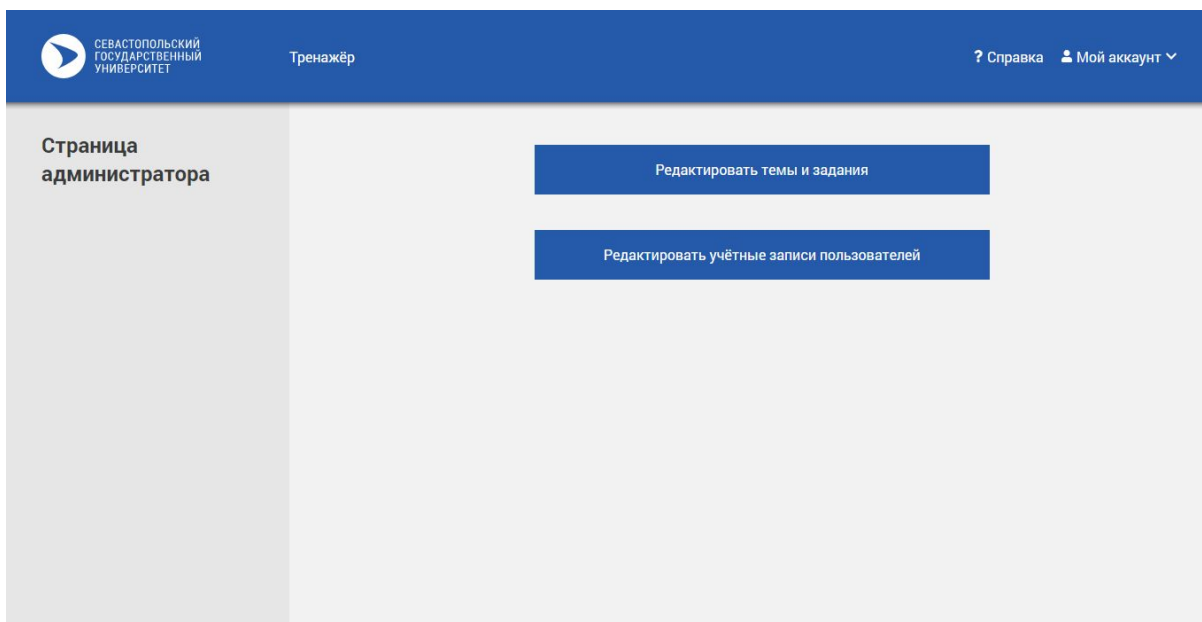 СЕВАСТОПОЛЬСКИЙ
ГОСУДАРСТВЕННЫЙ
УНИВЕРСИТЕТ
Тренажёр
? Справка
Мой аккаунт
Страница
администратора
Редактировать темы и задания
Редактировать учётные записи пользователей